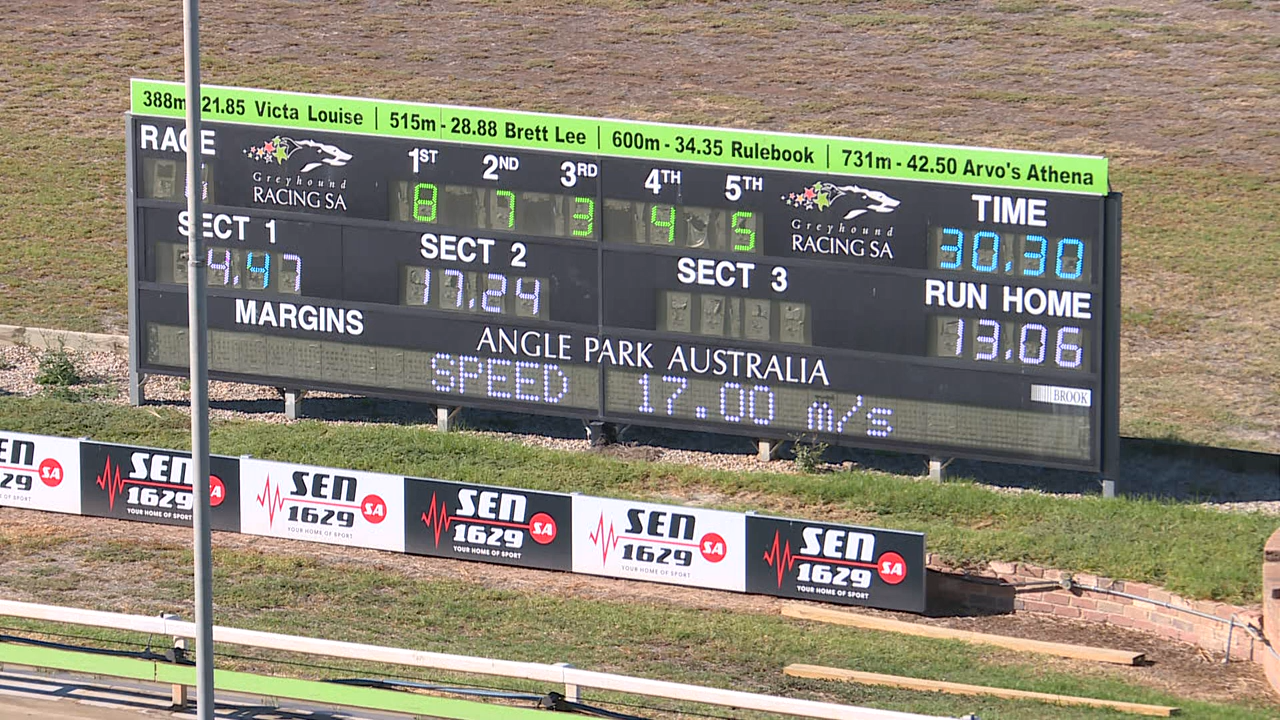 388m 21.85 Victa Louise | 515m - 28.88 Brett Lee | 600m - 34.35 Rulebook | 731m - 42.50 Arvo's Athena
RACE
Greyhound
RACING SA
1ST 2ND 3RD 4TH 5TH
8 7 3 4 5
Greyhound
RACING SA
TIME
30.30
SECT 1
4.47
SECT 2
17.24
SECT 3
RUN HOME
13.06
MARGINS
ANGLE PARK AUSTRALIA
SPEED 17.00 m/s
BROOK
SEN
1629
SA
YOUR HOME OF SPORT
SEN
1629
SA
YOUR HOME OF SPORT
SEN
1629
SA
YOUR HOME OF SPORT
SEN
1629
SA
YOUR HOME OF SPORT
SEN
1629
SA
YOUR HOME OF SPORT